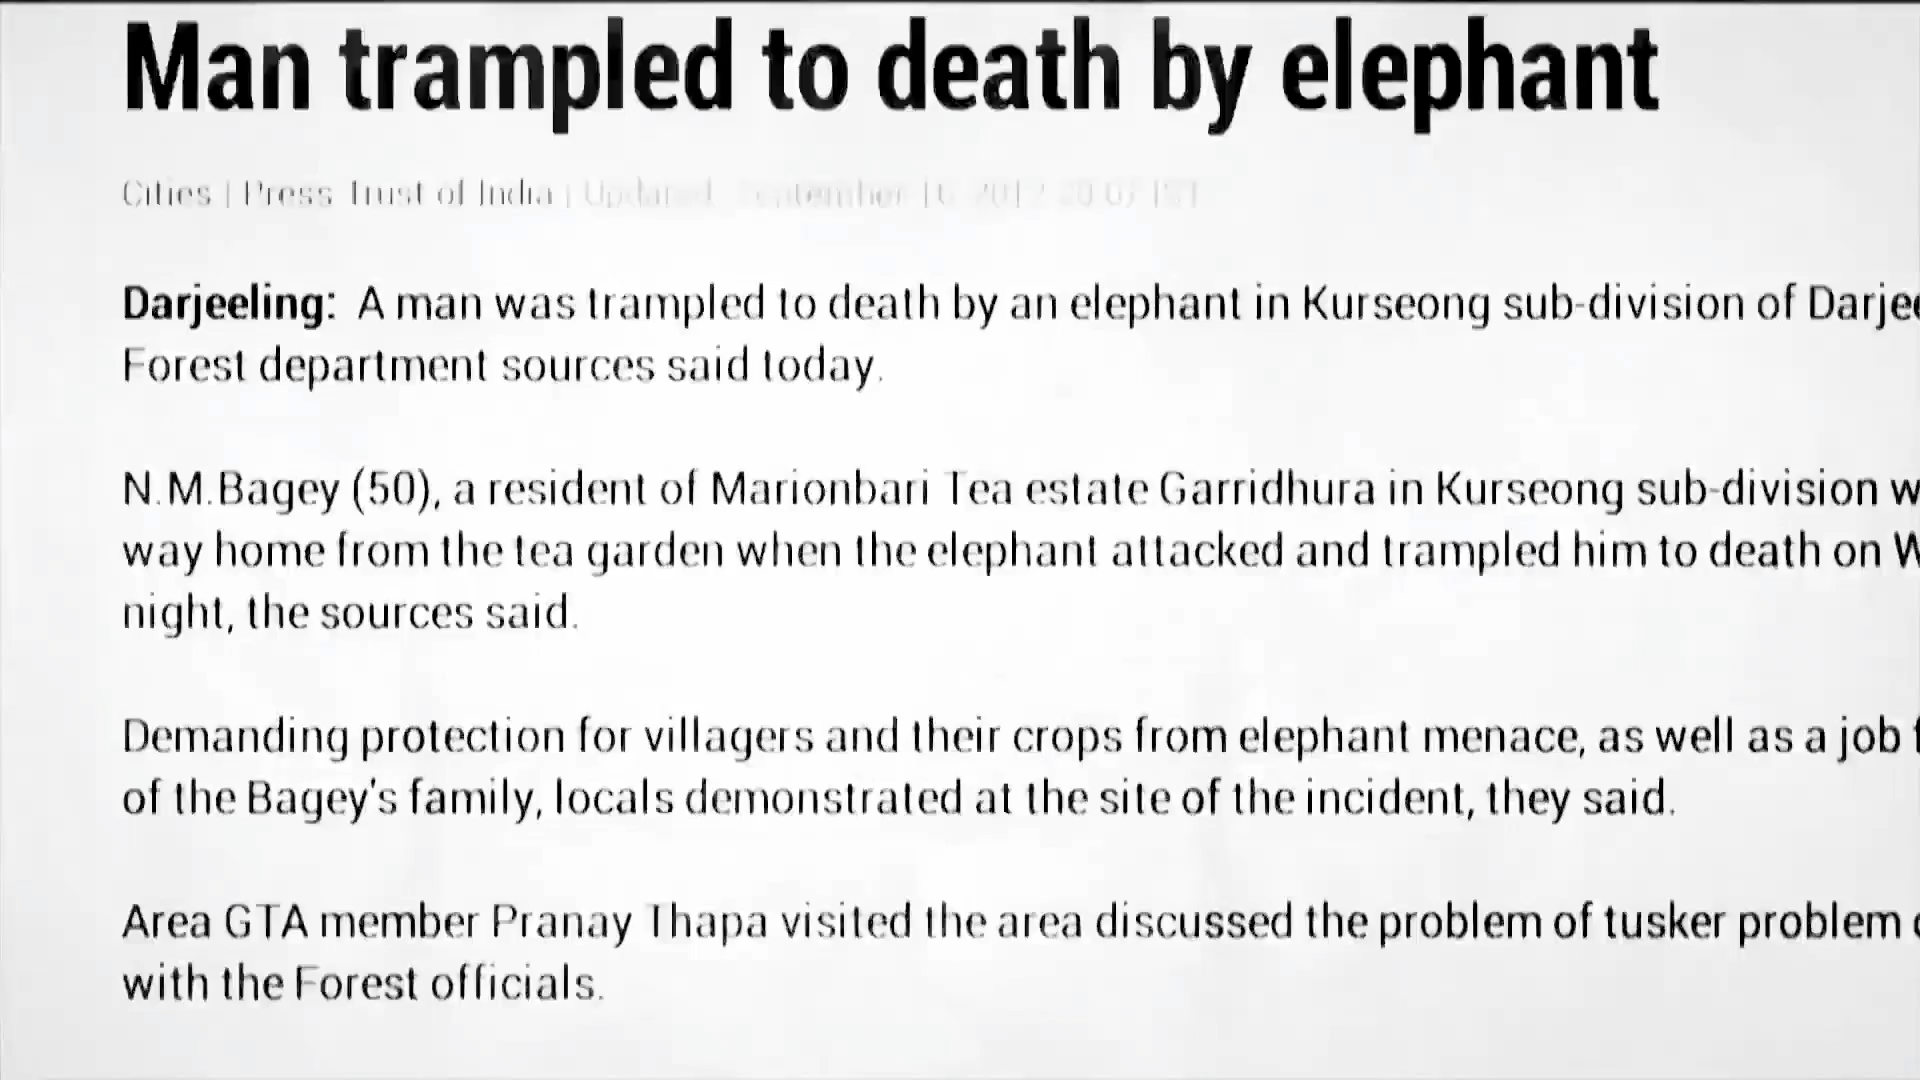 Man trampled to death by elephant
Cities | Press Trust of India | Updated: September 16, 20:07 IST
Darjeeling: A man was trampled to death by an elephant in Kurseong sub-division of
Forest department sources said today.
N.M.Bagey (50), a resident of Marionbari Tea estate Garridhura in Kurseong sub-division
way home from the tea garden when the elephant attacked and trampled him to death on
night, the sources said.
Demanding protection for villagers and their crops from elephant menace, as well as a job
of the Bagey's family, locals demonstrated at the site of the incident, they said.
Area GTA member Pranay Thapa visited the area discussed the problem of tusker problem
with the Forest officials.